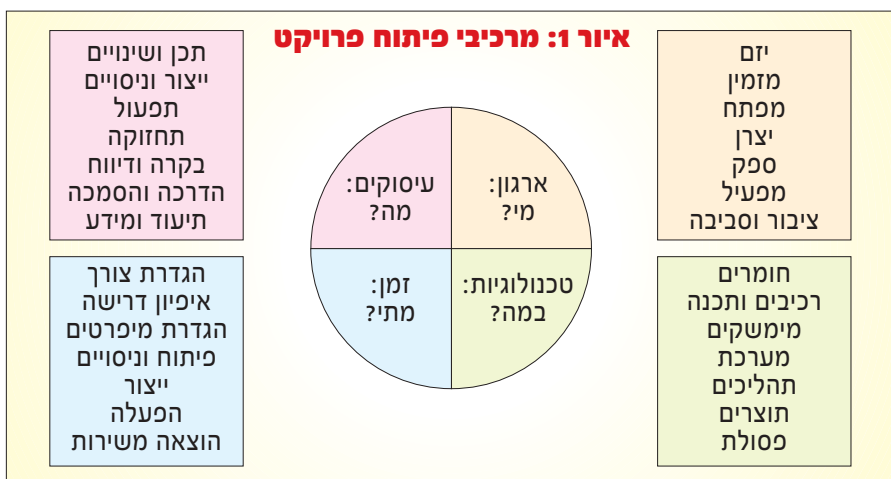 איור 1: מרכיבי פיתוח פרויקט
יזם
מזמין
מפתח
יצרן
ספק
מפעיל
ציבור וסביבה
תכן ושינויים
ייצור וניסויים
תפעול
תחזוקה
בקרה ודיווח
הדרכה והסמכה
תיעוד ומידע
ארגון:
מי?
עיסוקים:
מה?
טכנולוגיות:
במה?
זמן:
מתי?
חומרים
רכיבים ותכנה
מימשקים
מערכת
תהליכים
תוצרים
פסולת
הגדרת צורך
איפיון דרישה
הגדרת מיפרטים
פיתוח וניסויים
ייצור
הפעלה
הוצאה משירות